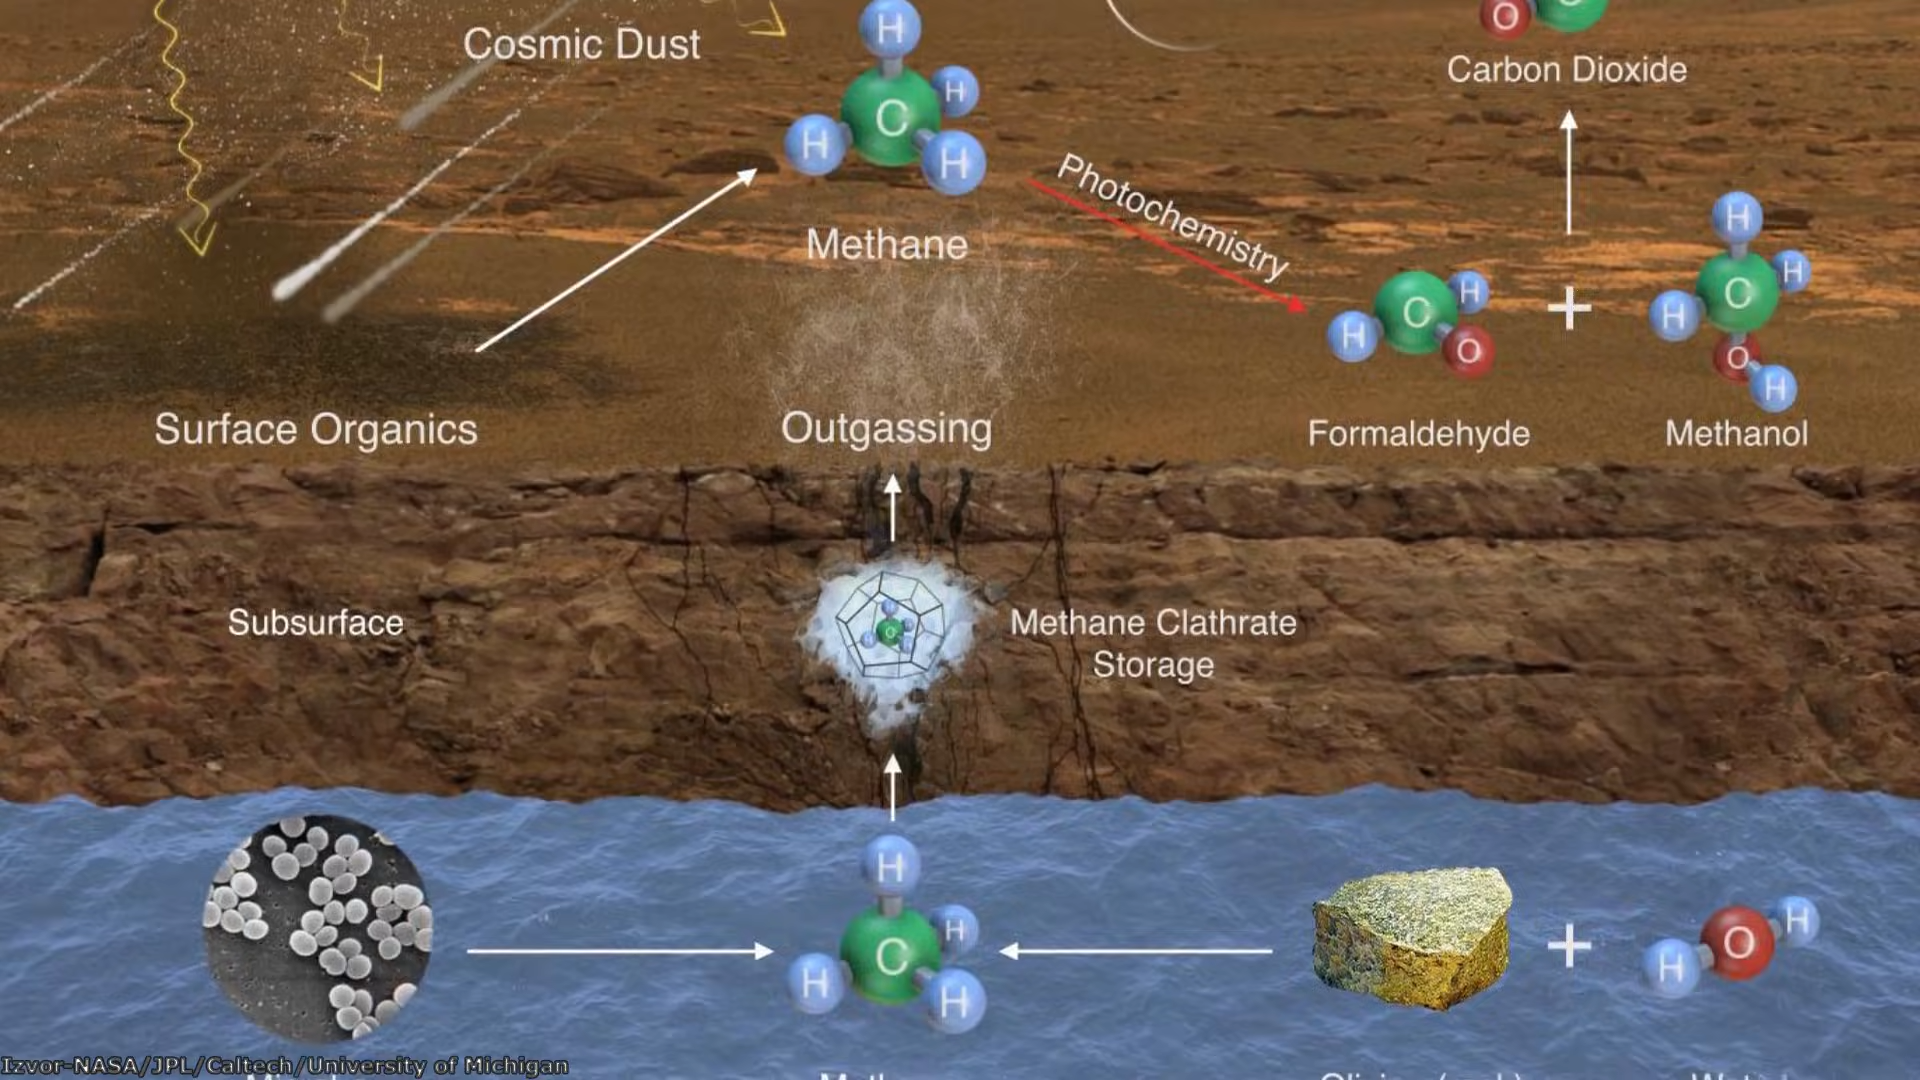 Cosmic Dust
Carbon Dioxide
Photochemistry
Methane
Surface Organics
Outgassing
Formaldehyde
+
Methanol
Subsurface
Methane Clathrate
Storage
+
H
H
C
H
H
O
C
H
C
H
O
H
C
H
H
O
H
H
C
H
H
H
H
O
H
Izvor-NASA/JPL/Caltech/University of Michigan